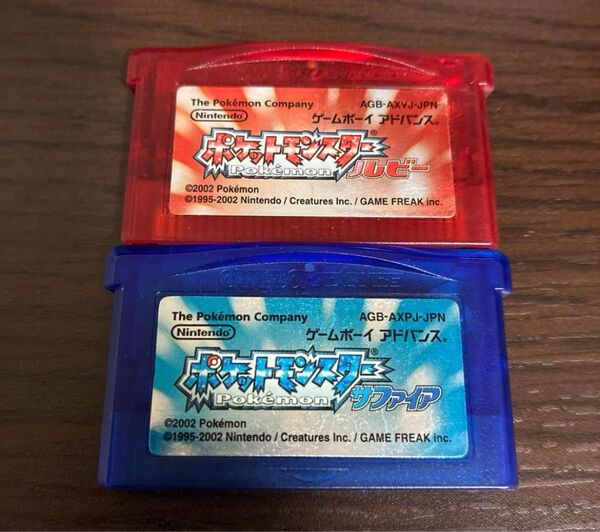 The Pokémon Company AGB-AXVJ-JPN
Nintendo ゲームボーイ アドバンス®
ポケットモンスター®
Pokémon ルビー
©2002 Pokémon
©1995-2002 Nintendo / Creatures inc. / GAME FREAK inc.
The Pokémon Company AGB-AXPJ-JPN
Nintendo ゲームボーイ アドバンス®
ポケットモンスター®
Pokémon サファイア
©2002 Pokémon
©1995-2002 Nintendo / Creatures inc. / GAME FREAK inc.